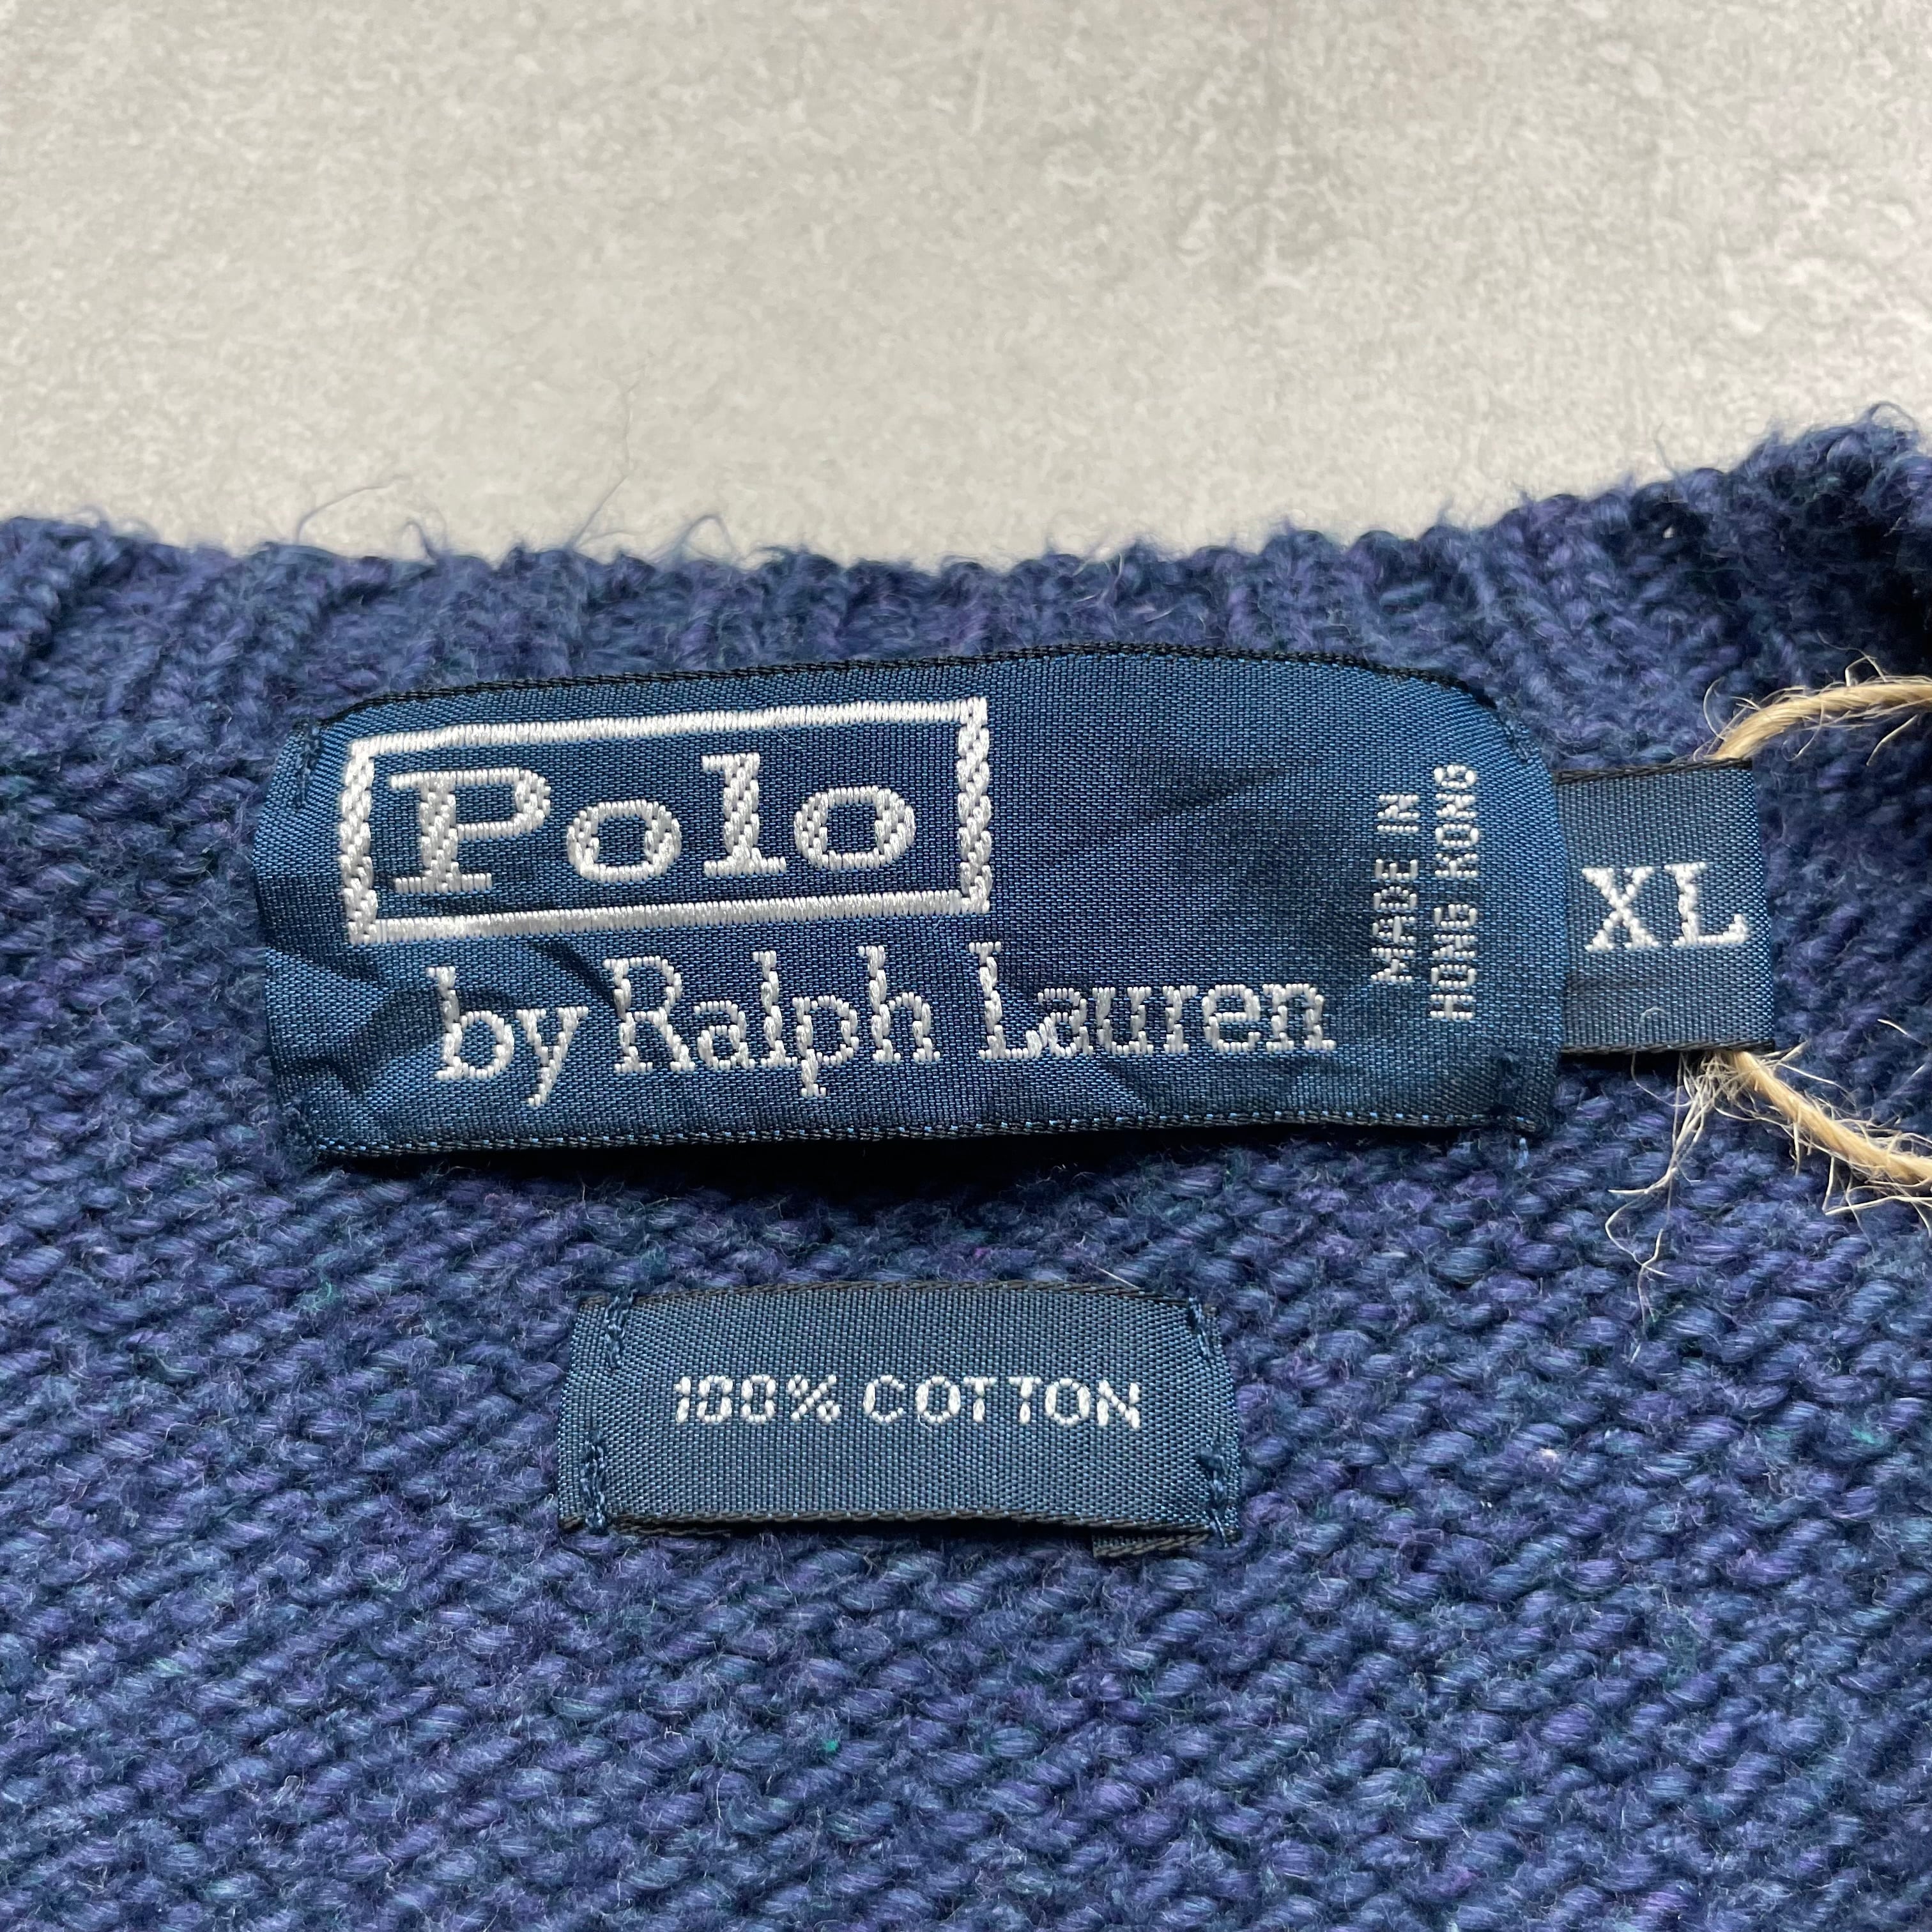 Polo
by Ralph Lauren
MADE IN
HONG KONG
XL
100% COTTON